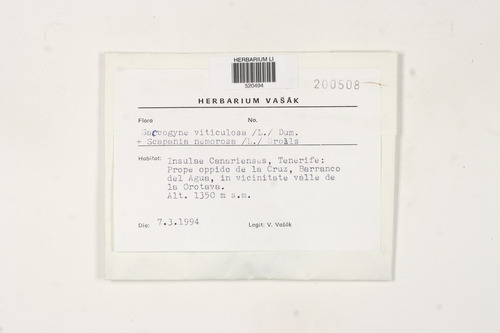 HERBARIUM LI
520494
200508
HERBARIUM VAŠÁK
Flora No.
Saccogyne viticulosa /L./ Dum.
+ Scapania nemorosa /L./ Grolls
Habitat: Insulae Canarienses, Tenerife:
Prope oppido de la Cruz, Barranco
del Agua, in vicinitate valle de
la Orotava.
Alt. 1350 m s.m.
Die: 7.3.1994 Legit: V. Vašák